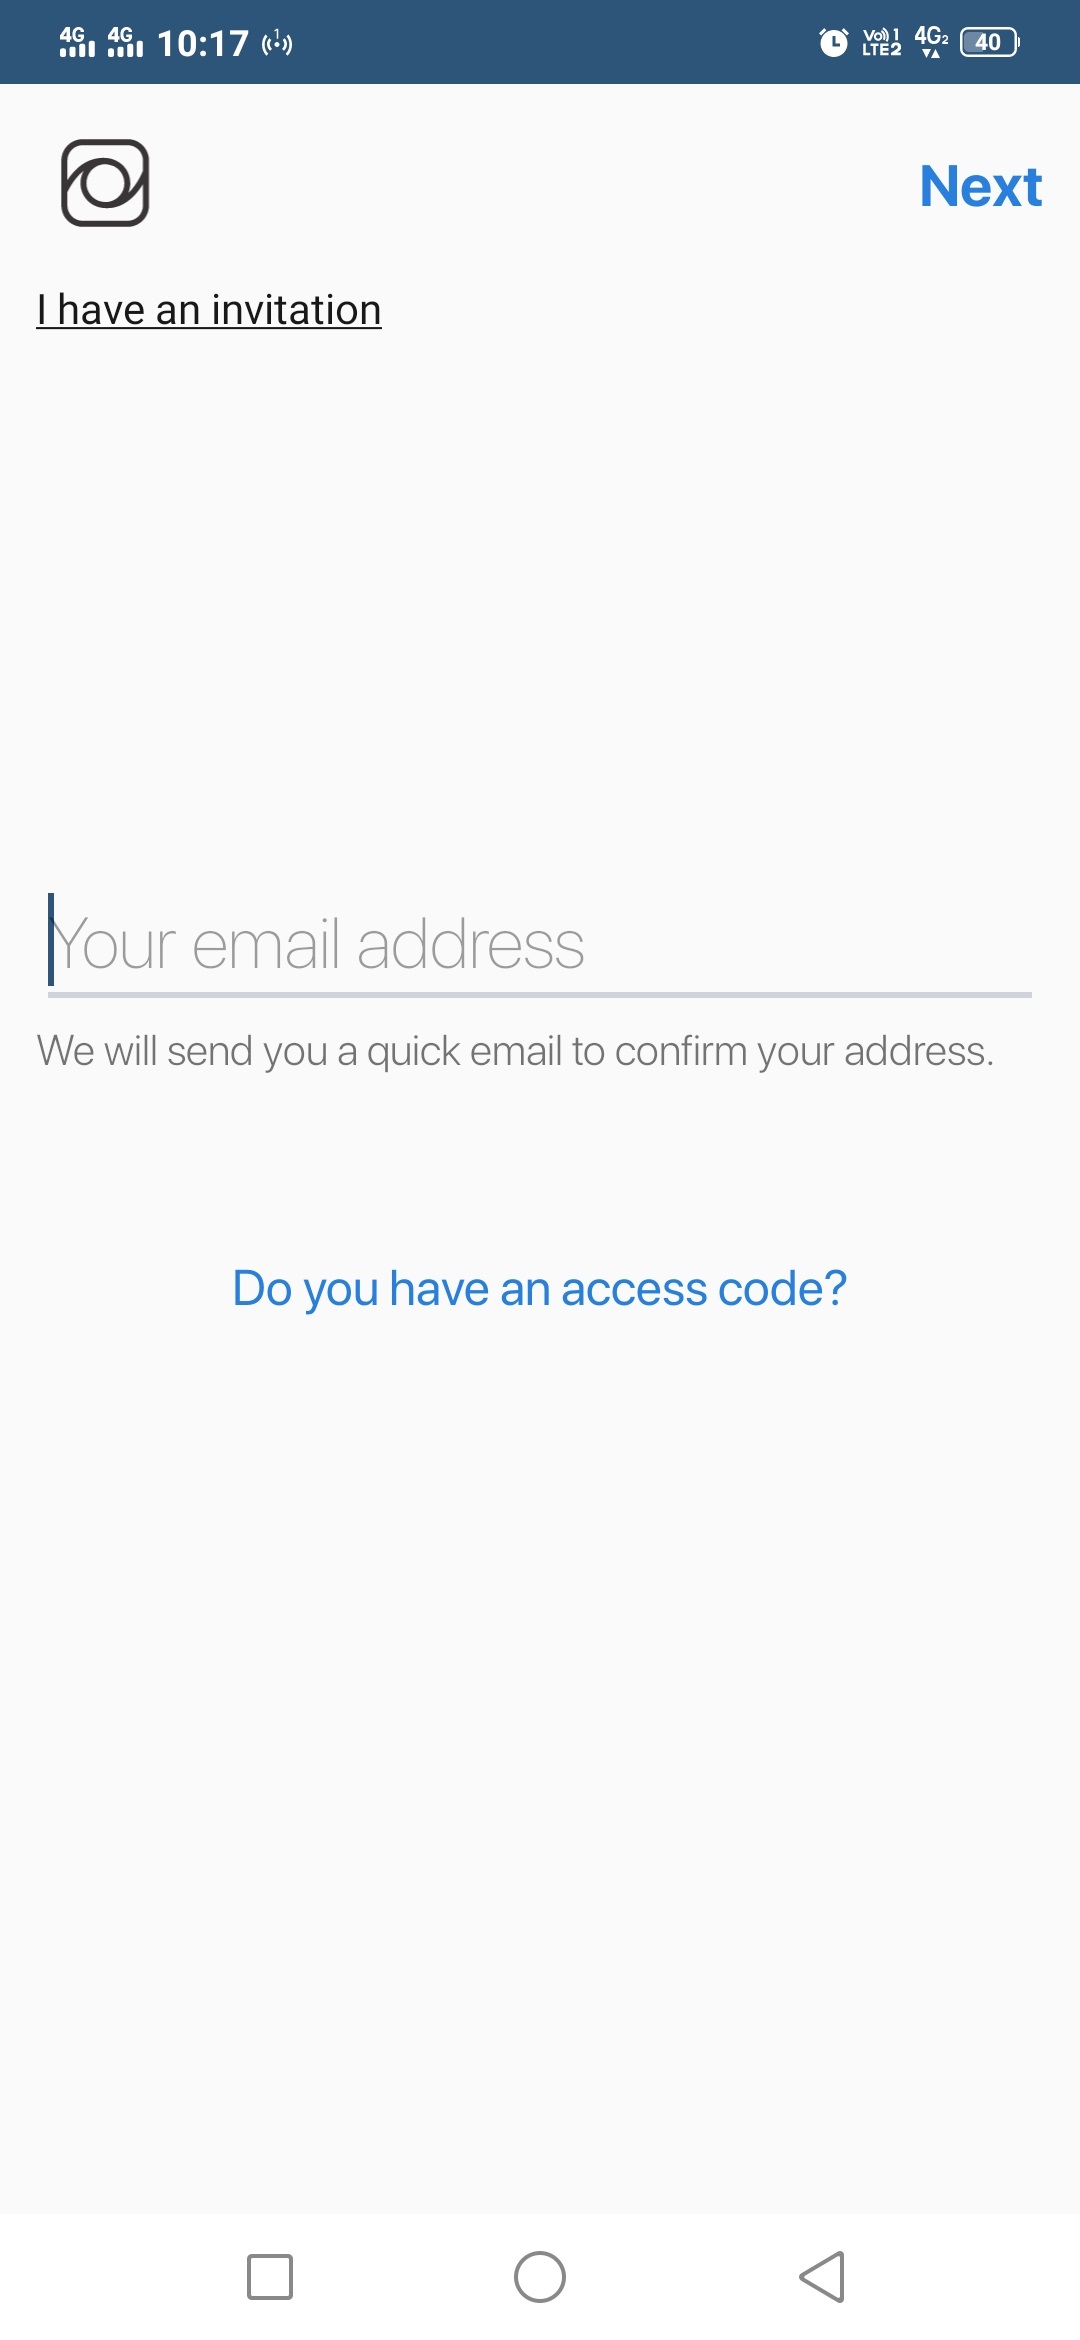 4G 4G 10:17
Vo)) 1 LTE2 4G2 40
Next
I have an invitation
Your email address
We will send you a quick email to confirm your address.
Do you have an access code?